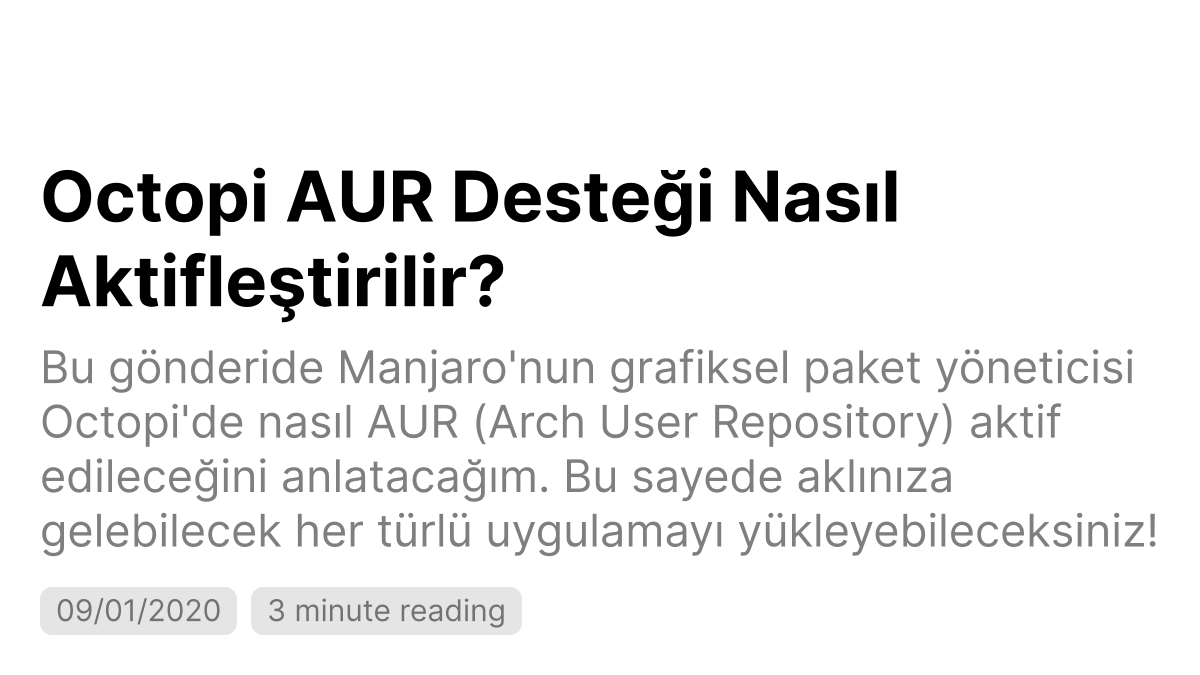 Octopi AUR Desteği Nasıl
Aktifleştirilir?
Bu gönderide Manjaro'nun grafiksel paket yöneticisi
Octopi'de nasıl AUR (Arch User Repository) aktif
edileceğini anlatacağım. Bu sayede aklınıza
gelebilecek her türlü uygulamayı yükleyebileceksiniz!
09/01/2020
3 minute reading